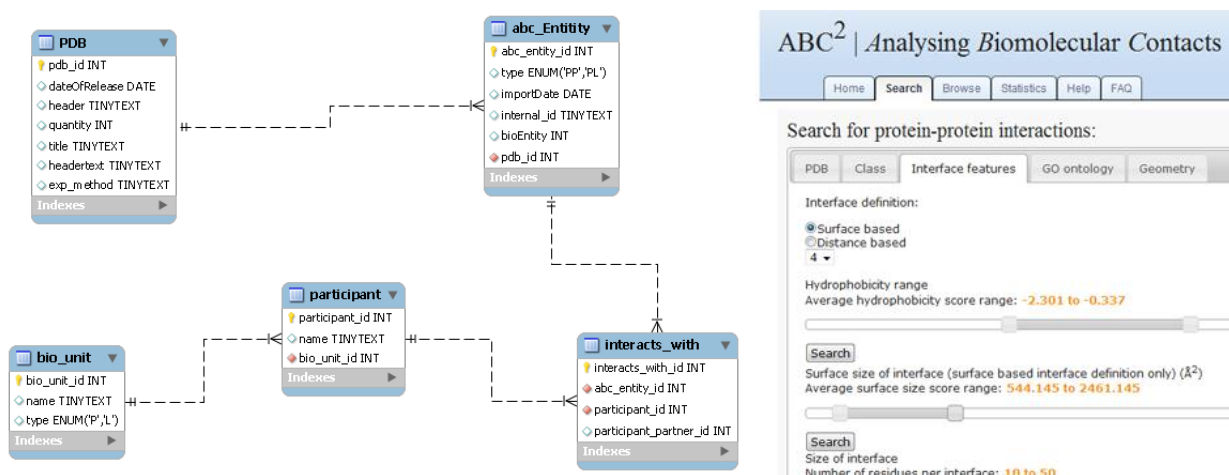 PDB
pdb_id INT
dateOfRelease DATE
header TINYTEXT
quantity INT
title TINYTEXT
headertext TINYTEXT
exp_method TINYTEXT
Indexes
abc_Entitity
abc_entity_id INT
type ENUM('PP','PL')
importDate DATE
internal_id TINYTEXT
bioEntity INT
pdb_id INT
Indexes
participant
participant_id INT
name TINYTEXT
bio_unit_id INT
Indexes
bio_unit
bio_unit_id INT
name TINYTEXT
type ENUM('P','L')
Indexes
interacts_with
interacts_with_id INT
abc_entity_id INT
participant_id INT
participant_partner_id INT
Indexes
ABC² | Analysing Biomolecular Contacts
Home Search Browse Statistics Help FAQ
Search for protein-protein interactions:
PDB Class Interface features GO ontology Geometry
Interface definition:
Surface based
Distance based
4
Hydrophobicity range
Average hydrophobicity score range: -2.301 to -0.337
Search
Surface size of interface (surface based interface definition only) (Å²)
Average surface size score range: 544.145 to 2461.145
Search
Size of interface
Number of residues per interface: 10 to 50